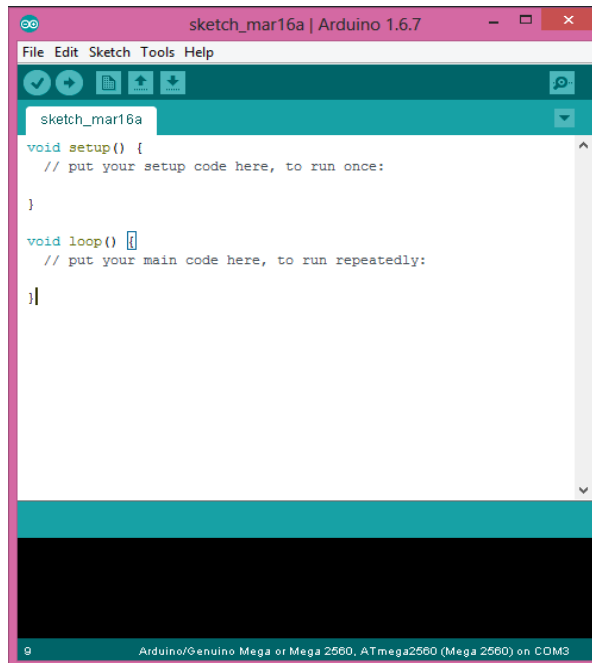 sketch_mar16a | Arduino 1.6.7
File Edit Sketch Tools Help
sketch_mar16a
void setup() {
  // put your setup code here, to run once:
}
void loop() {
  // put your main code here, to run repeatedly:
}
9 Arduino/Genuino Mega or Mega 2560, ATmega2560 (Mega 2560) on COM3